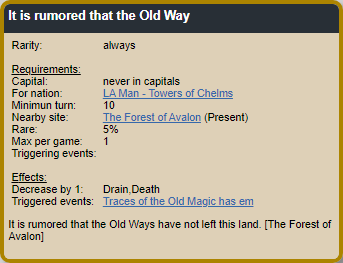 It is rumored that the Old Way
Rarity: always
Requirements:
Capital: never in capitals
For nation: LA Man - Towers of Chelms
Minimun turn: 10
Nearby site: The Forest of Avalon (Present)
Rare: 5%
Max per game: 1
Triggering events:
Effects:
Decrease by 1: Drain,Death
Triggered events: Traces of the Old Magic has em
It is rumored that the Old Ways have not left this land. [The Forest of
Avalon]